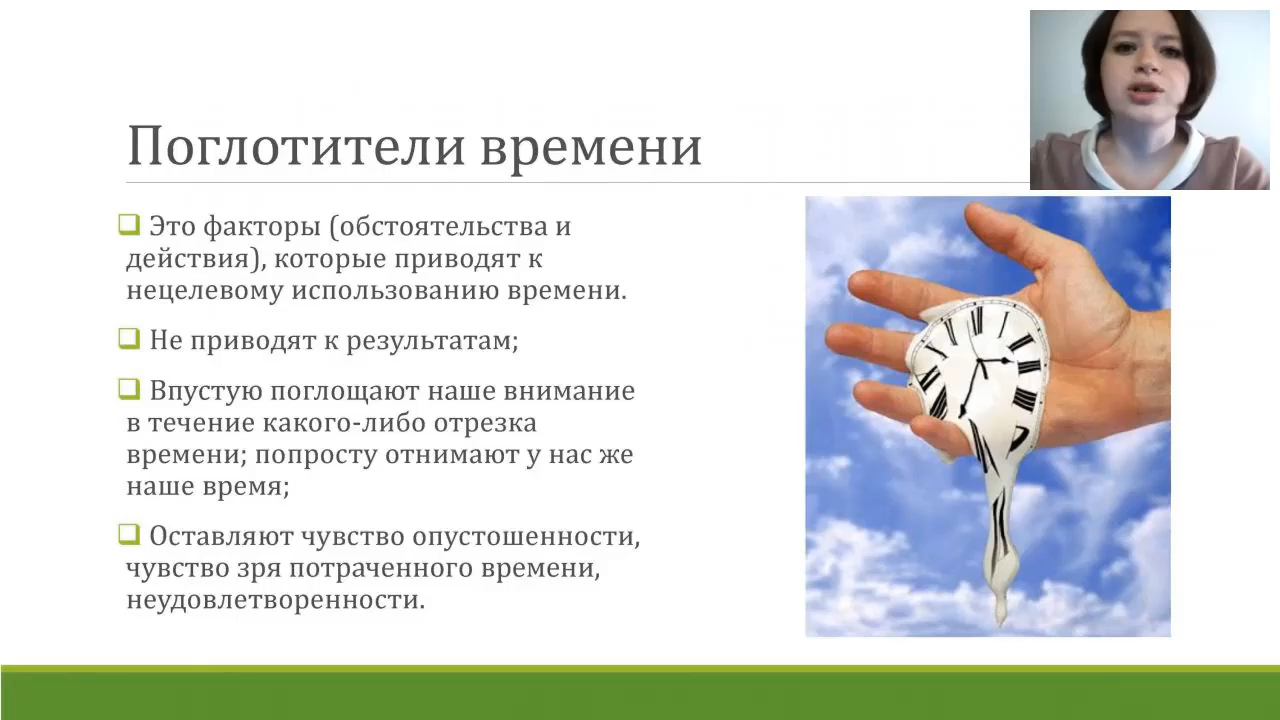 Поглотители времени
Это факторы (обстоятельства и
действия), которые приводят к
нецелевому использованию времени.
Не приводят к результатам;
Впустую поглощают наше внимание
в течение какого-либо отрезка
времени; попросту отнимают у нас же
наше время;
Оставляют чувство опустошенности,
чувство зря потраченного времени,
неудовлетворенности.